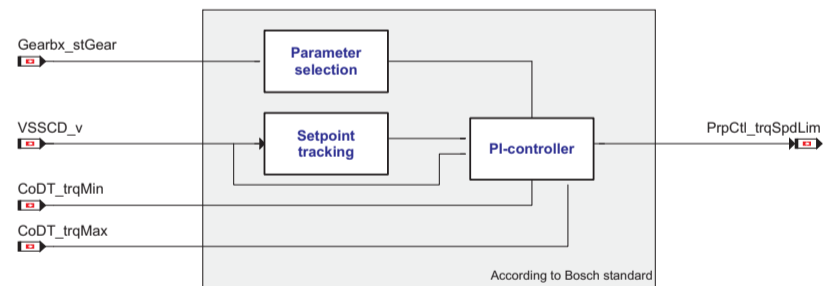 Gearbx_stGear
Parameter
selection
VSSCD_v
Setpoint
tracking
PI-controller
PrpCtl_trqSpdLim
CoDT_trqMin
CoDT_trqMax
According to Bosch standard